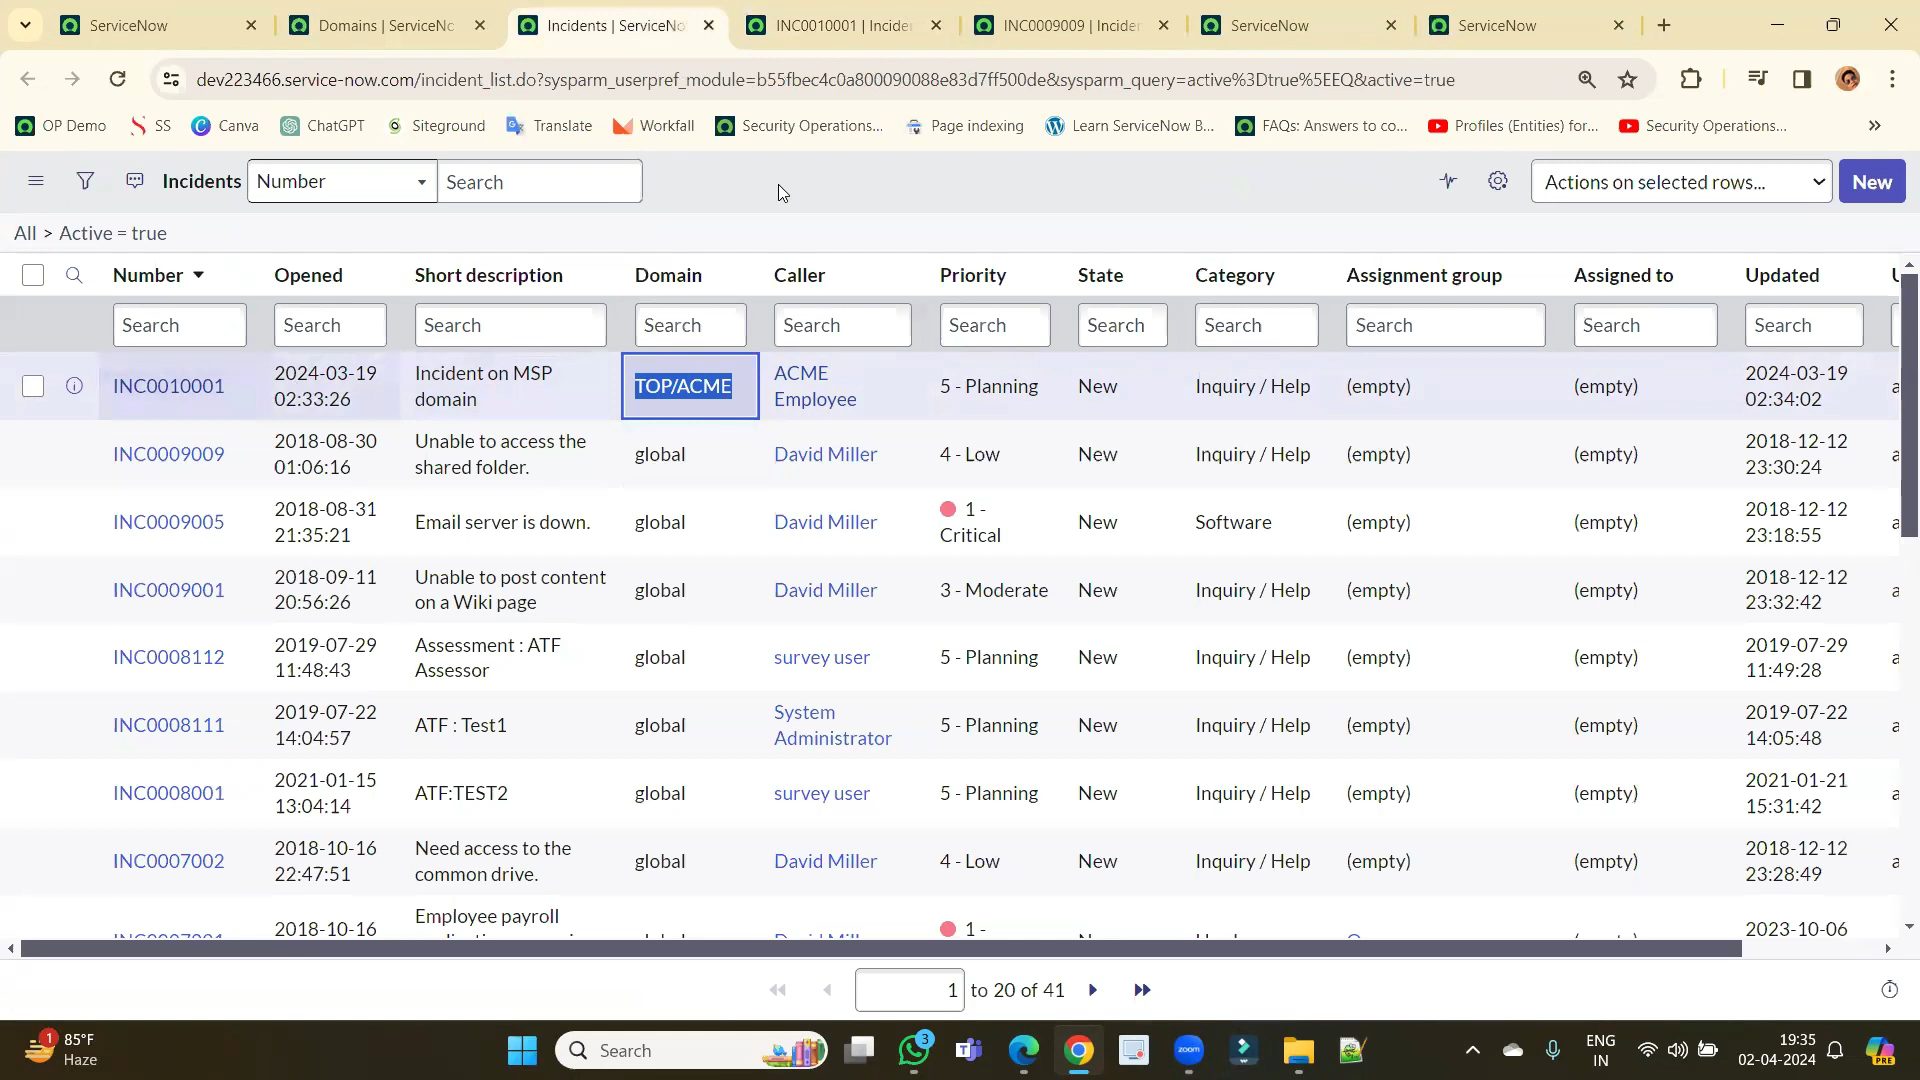 ServiceNow
Domains | ServiceNo
Incidents | ServiceNo
INC0010001 | Incide
INC0009009 | Incide
ServiceNow
ServiceNow
dev223466.service-now.com/incident_list.do?sysparm_userpref_module=b55fbec4c0a800090088e83d7ff500de&sysparm_query=active%3Dtrue%5EEQ&active=true
OP Demo
SS
Canva
ChatGPT
Siteground
Translate
Workfall
Security Operations...
Page indexing
Learn ServiceNow B...
FAQs: Answers to co...
Profiles (Entities) for...
Security Operations...
Incidents Number Search Actions on selected rows... New
All > Active = true
Number Opened Short description Domain Caller Priority State Category Assignment group Assigned to Updated
Search Search Search Search Search Search Search Search Search Search Search
INC0010001
2024-03-19
02:33:26
Incident on MSP
domain
TOP/ACME
ACME
Employee
5 - Planning
New
Inquiry / Help
(empty)
(empty)
2024-03-19
02:34:02
INC0009009
2018-08-30
01:06:16
Unable to access the
shared folder.
global
David Miller
4 - Low
New
Inquiry / Help
(empty)
(empty)
2018-12-12
23:30:24
INC0009005
2018-08-31
21:35:21
Email server is down.
global
David Miller
1 -
Critical
New
Software
(empty)
(empty)
2018-12-12
23:18:55
INC0009001
2018-09-11
20:56:26
Unable to post content
on a Wiki page
global
David Miller
3 - Moderate
New
Inquiry / Help
(empty)
(empty)
2018-12-12
23:32:42
INC0008112
2019-07-29
11:48:43
Assessment : ATF
Assessor
global
survey user
5 - Planning
New
Inquiry / Help
(empty)
(empty)
2019-07-29
11:49:28
INC0008111
2019-07-22
14:04:57
ATF : Test1
global
System
Administrator
5 - Planning
New
Inquiry / Help
(empty)
(empty)
2019-07-22
14:05:48
INC0008001
2021-01-15
13:04:14
ATF:TEST2
global
survey user
5 - Planning
New
Inquiry / Help
(empty)
(empty)
2021-01-21
15:31:42
INC0007002
2018-10-16
22:47:51
Need access to the
common drive.
global
David Miller
4 - Low
New
Inquiry / Help
(empty)
(empty)
2018-12-12
23:28:49
2018-10-16
Employee payroll
1 -
2023-10-06
1 to 20 of 41
1
85°F
Haze
Search
3
zoom
ENG
IN
19:35
02-04-2024
PRE